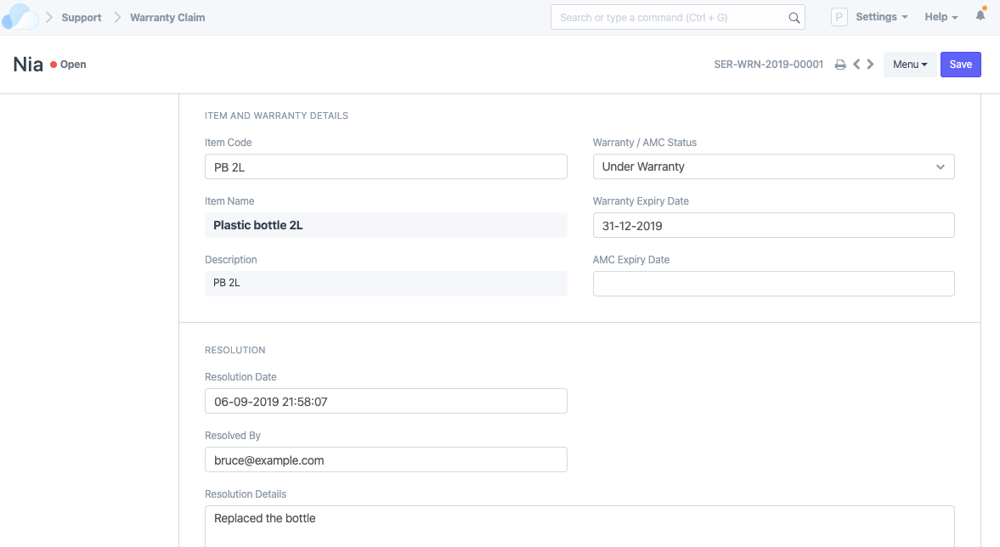 Support
Warranty Claim
Search or type a command (Ctrl + G)
P
Settings
Help
Nia
Open
SER-WRN-2019-00001
Menu
Save
ITEM AND WARRANTY DETAILS
Item Code
PB 2L
Item Name
Plastic bottle 2L
Description
PB 2L
Warranty / AMC Status
Under Warranty
Warranty Expiry Date
31-12-2019
AMC Expiry Date
RESOLUTION
Resolution Date
06-09-2019 21:58:07
Resolved By
bruce@example.com
Resolution Details
Replaced the bottle